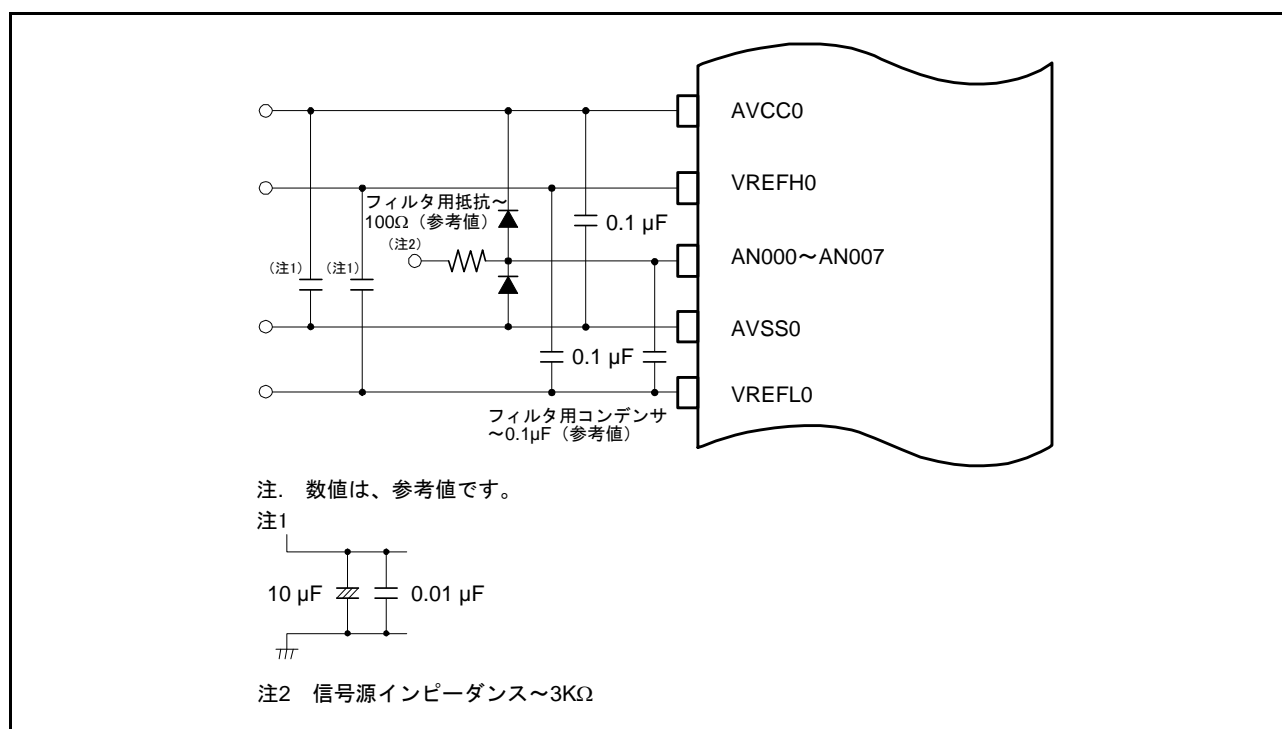 AVCC0
VREFH0
フィルタ用抵抗～
100Ω（参考値）
0.1 µF
（注2）
AN000～AN007
（注1）
（注1）
AVSS0
0.1 µF
VREFL0
フィルタ用コンデンサ
～0.1µF（参考値）
注. 数値は、参考値です。
注1
10 µF
0.01 µF
注2 信号源インピーダンス～3KΩ